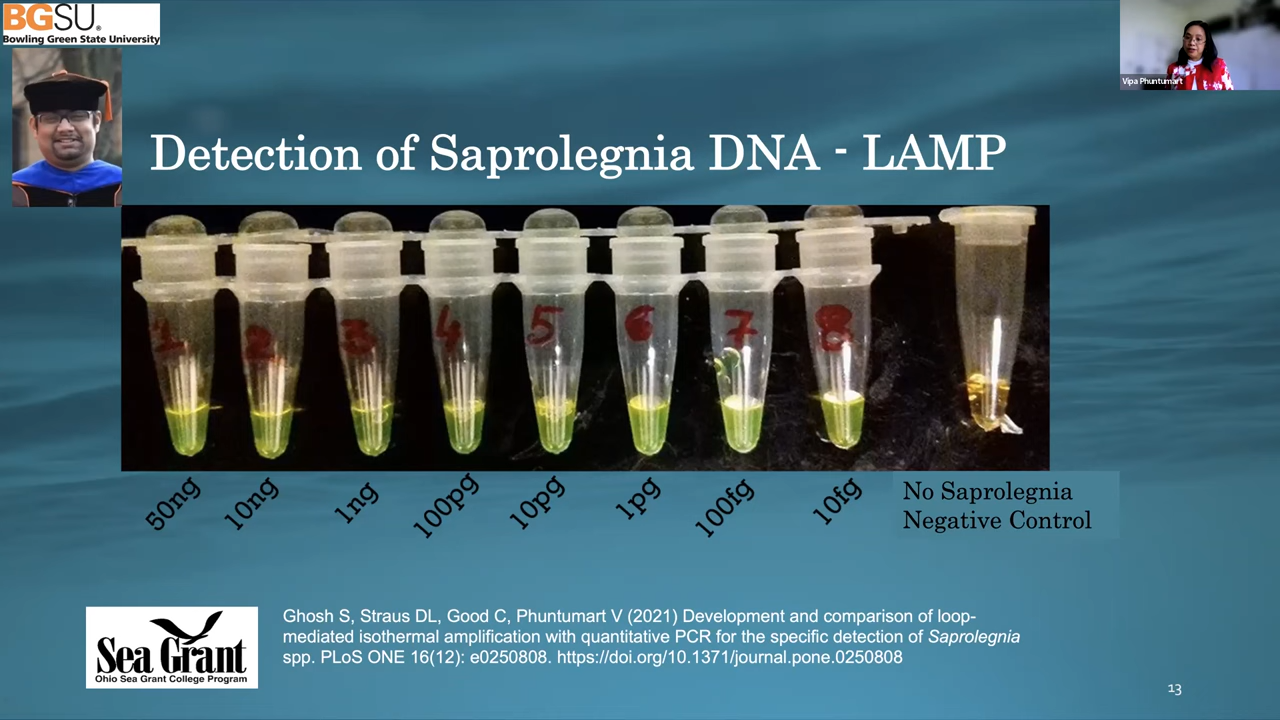 BGSU®
Bowling Green State University
Vipa Phuntumart
Detection of Saprolegnia DNA - LAMP
1 2 3 4 5 6 7 8
50ng 10ng 1ng 100pg 10pg 1pg 100fg 10fg
No Saprolegnia
Negative Control
Sea Grant
Ohio Sea Grant College Program
Ghosh S, Straus DL, Good C, Phuntumart V (2021) Development and comparison of loop-
mediated isothermal amplification with quantitative PCR for the specific detection of Saprolegnia
spp. PLoS ONE 16(12): e0250808. https://doi.org/10.1371/journal.pone.0250808
13